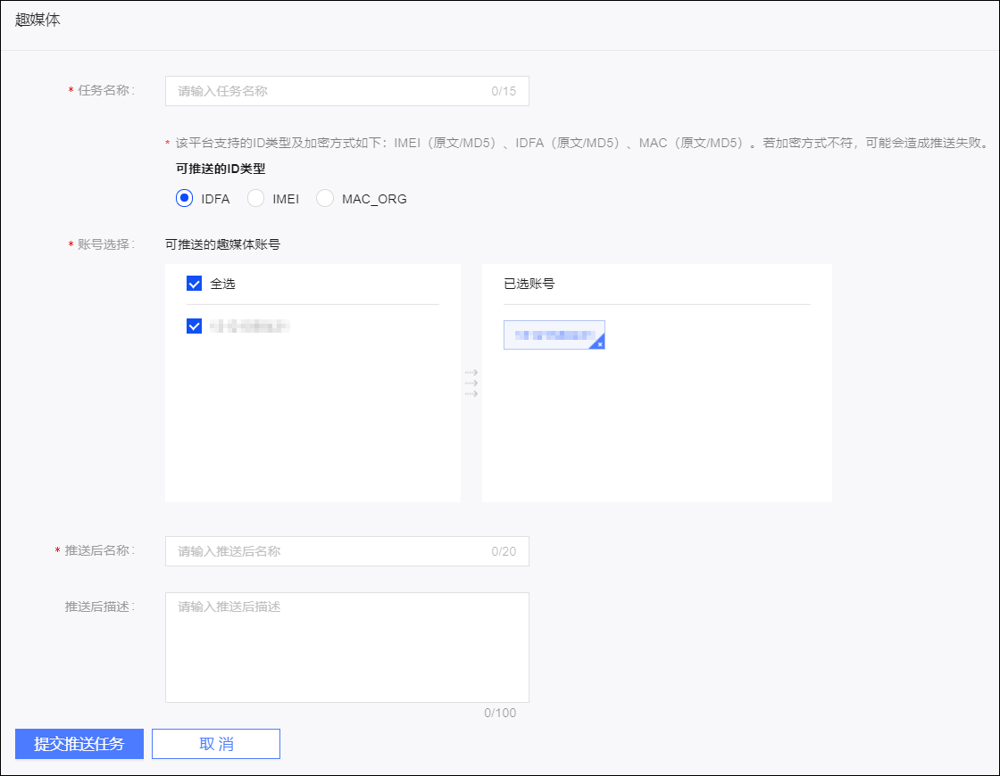 趣媒体
* 任务名称：
请输入任务名称 0/15
* 该平台支持的ID类型及加密方式如下：IMEI（原文/MD5）、IDFA（原文/MD5）、MAC（原文/MD5）。若加密方式不符，可能会造成推送失败。
可推送的ID类型
IDFA IMEI MAC_ORG
* 账号选择：
可推送的趣媒体账号
全选
已选账号
* 推送后名称：
请输入推送后名称 0/20
推送后描述：
请输入推送后描述
0/100
提交推送任务 取消